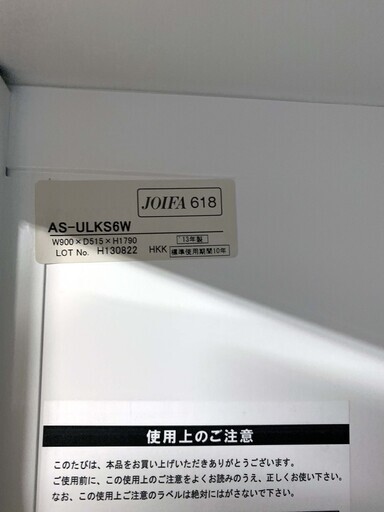 JOIFA 618
AS-ULKS6W
W900×D515×H1790 13年製
LOT No. H130822 HKK 標準使用期間10年
使用上のご注意
このたびは、本品をお買い上げいただきありがとうございます。
ご使用前に、このご使用上のご注意をよくお読みのうえ、正しくお使い下さい。
なお、この使用上ご注意のラベルは絶対にはがさないで下さい。